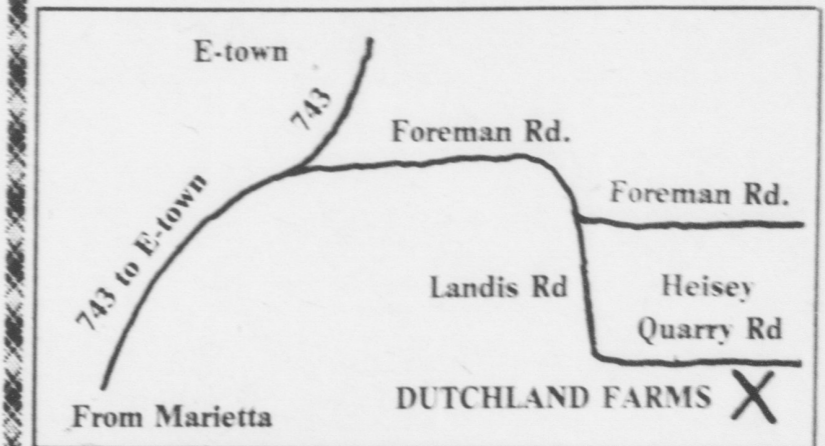 E-town
743
Foreman Rd.
743 to E-town
Foreman Rd.
Landis Rd
Heisey
Quarry Rd
DUTCHLAND FARMS X
From Marietta